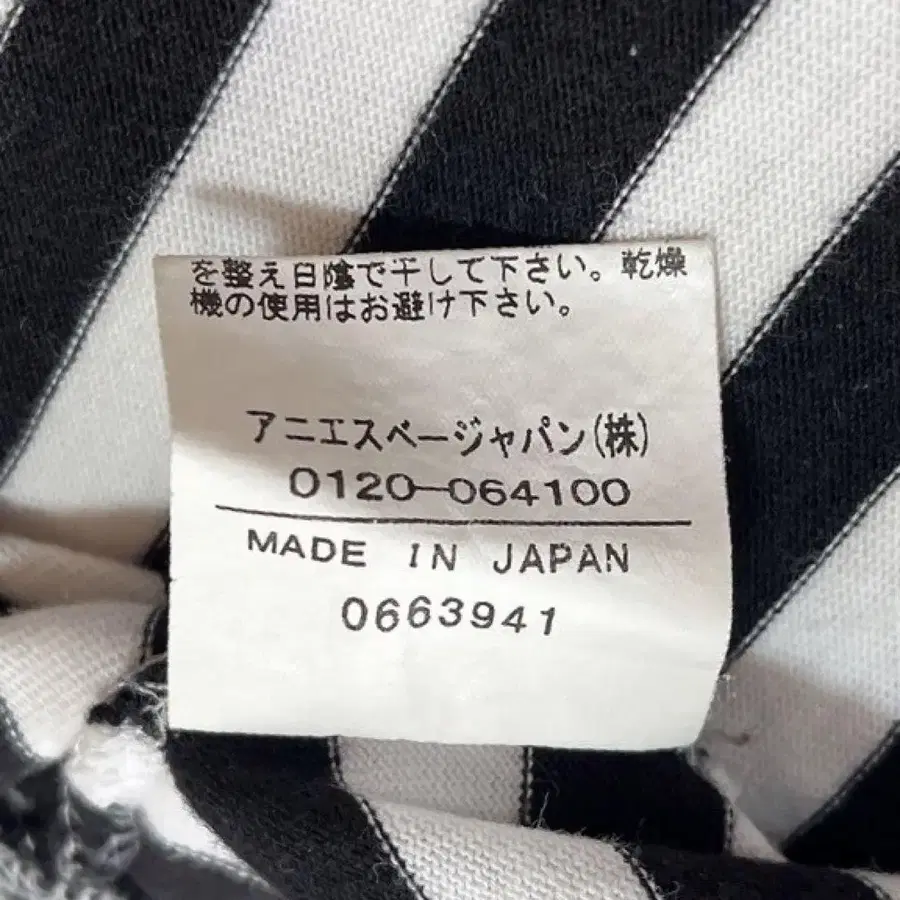 を整え日陰で干して下さい。乾燥
機の使用はお避け下さい。
アニエスベージャパン(株)
0120-064100
MADE IN JAPAN
0663941